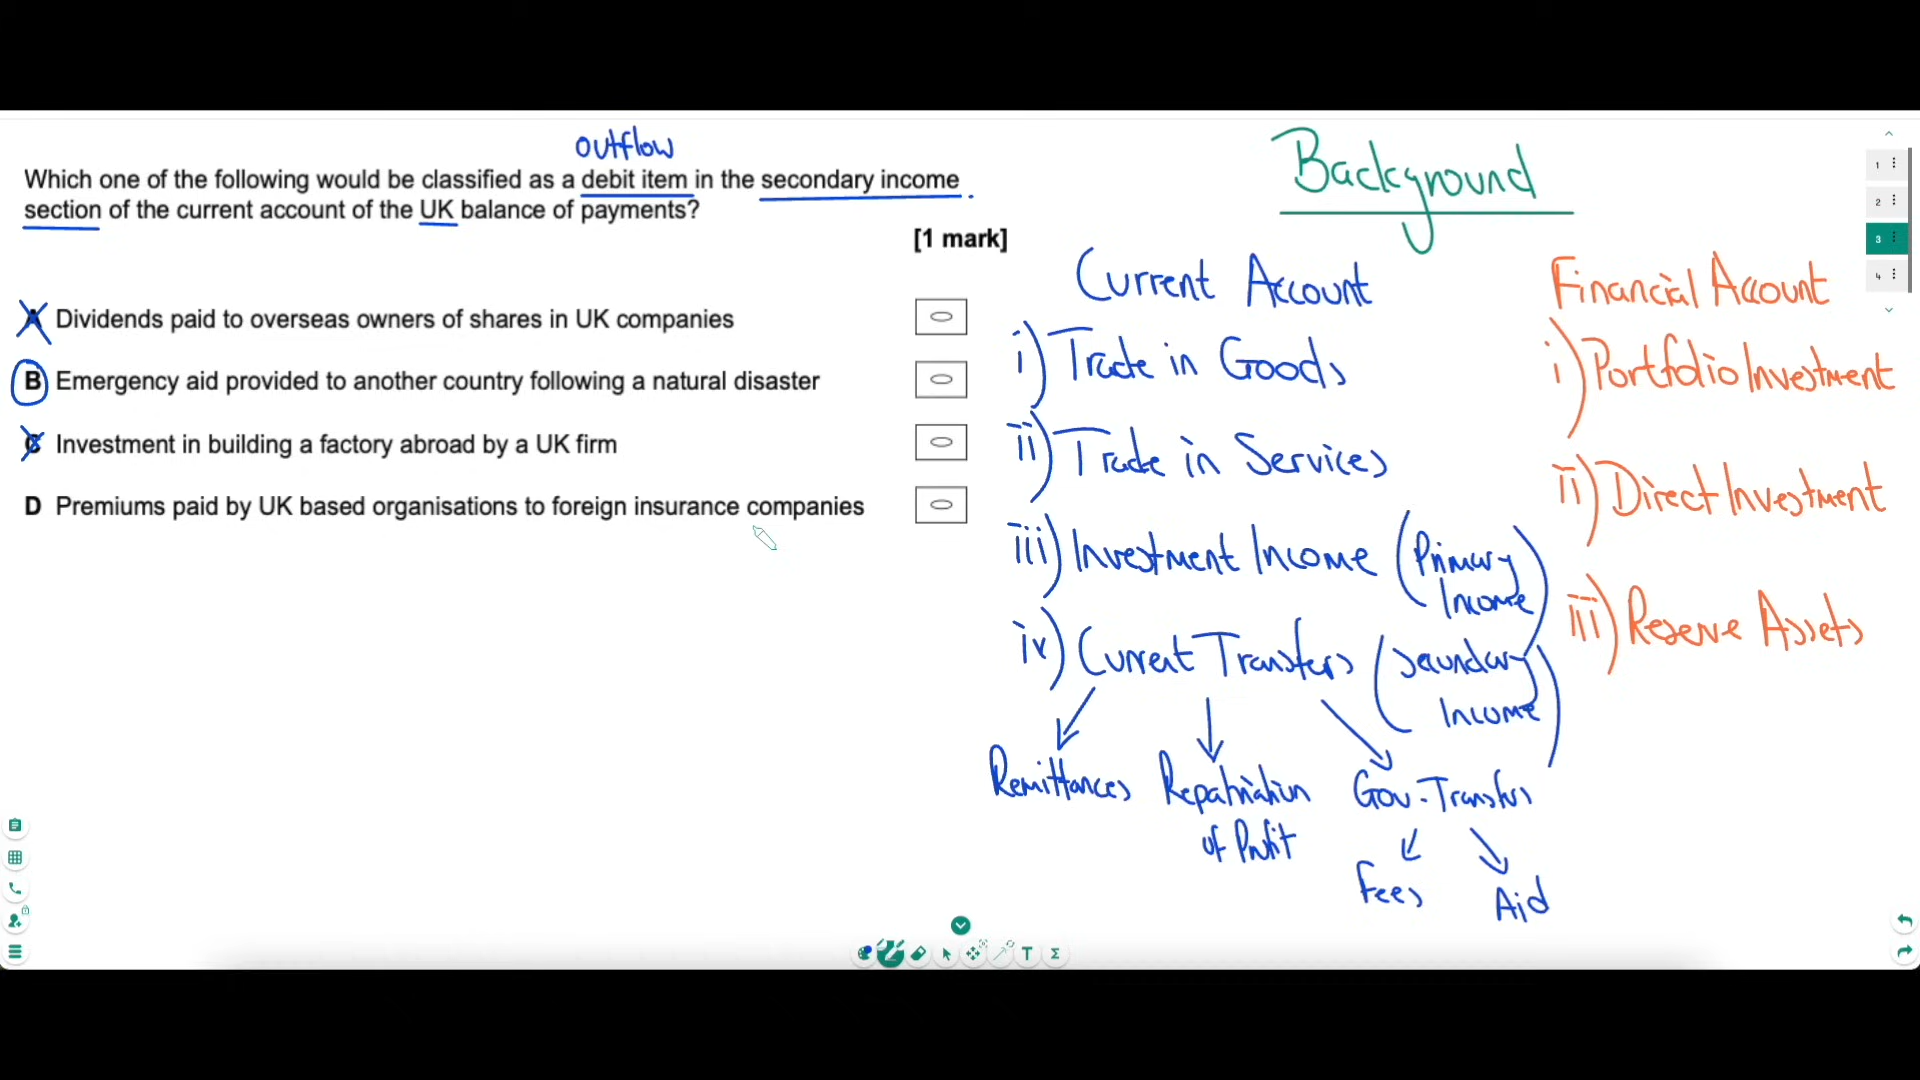 outflow
Which one of the following would be classified as a debit item in the secondary income
section of the current account of the UK balance of payments?
[1 mark]
A Dividends paid to overseas owners of shares in UK companies
B Emergency aid provided to another country following a natural disaster
C Investment in building a factory abroad by a UK firm
D Premiums paid by UK based organisations to foreign insurance companies
Background
Current Account
i) Trade in Goods
ii) Trade in Services
iii) Investment Income (Primary
Income)
iv) Current Transfers (Secondary
Income)
Remittances
Repatriation
of Profit
Gov. Transfers
Fees
Aid
Financial Account
i) Portfolio Investment
ii) Direct Investment
iii) Reserve Assets
1
2
3
4
T
Σ